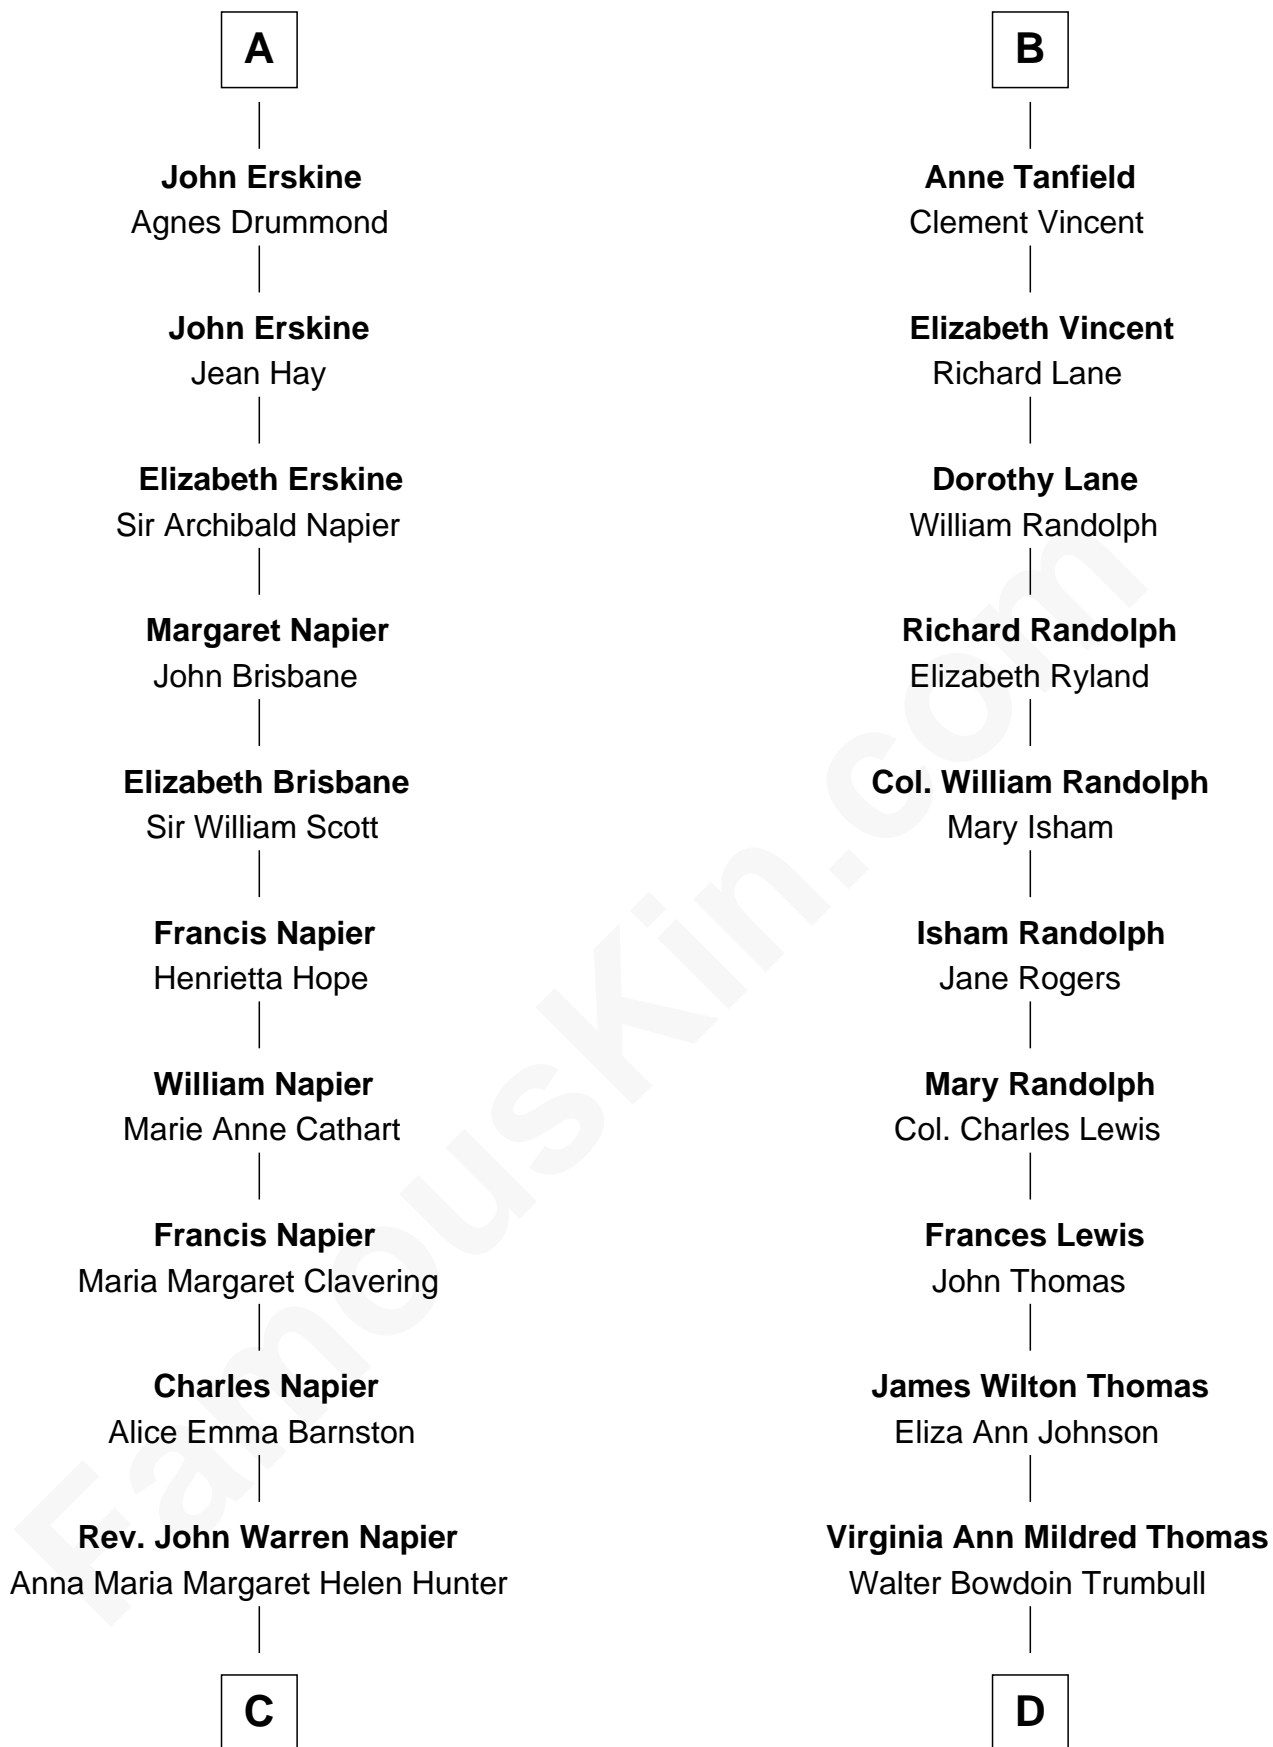 A
John Erskine
Agnes Drummond
John Erskine
Jean Hay
Elizabeth Erskine
Sir Archibald Napier
Margaret Napier
John Brisbane
Elizabeth Brisbane
Sir William Scott
Francis Napier
Henrietta Hope
William Napier
Marie Anne Cathart
Francis Napier
Maria Margaret Clavering
Charles Napier
Alice Emma Barnston
Rev. John Warren Napier
Anna Maria Margaret Helen Hunter
C
B
Anne Tanfield
Clement Vincent
Elizabeth Vincent
Richard Lane
Dorothy Lane
William Randolph
Richard Randolph
Elizabeth Ryland
Col. William Randolph
Mary Isham
Isham Randolph
Jane Rogers
Mary Randolph
Col. Charles Lewis
Frances Lewis
John Thomas
James Wilton Thomas
Eliza Ann Johnson
Virginia Ann Mildred Thomas
Walter Bowdoin Trumbull
D
FamousKin.com